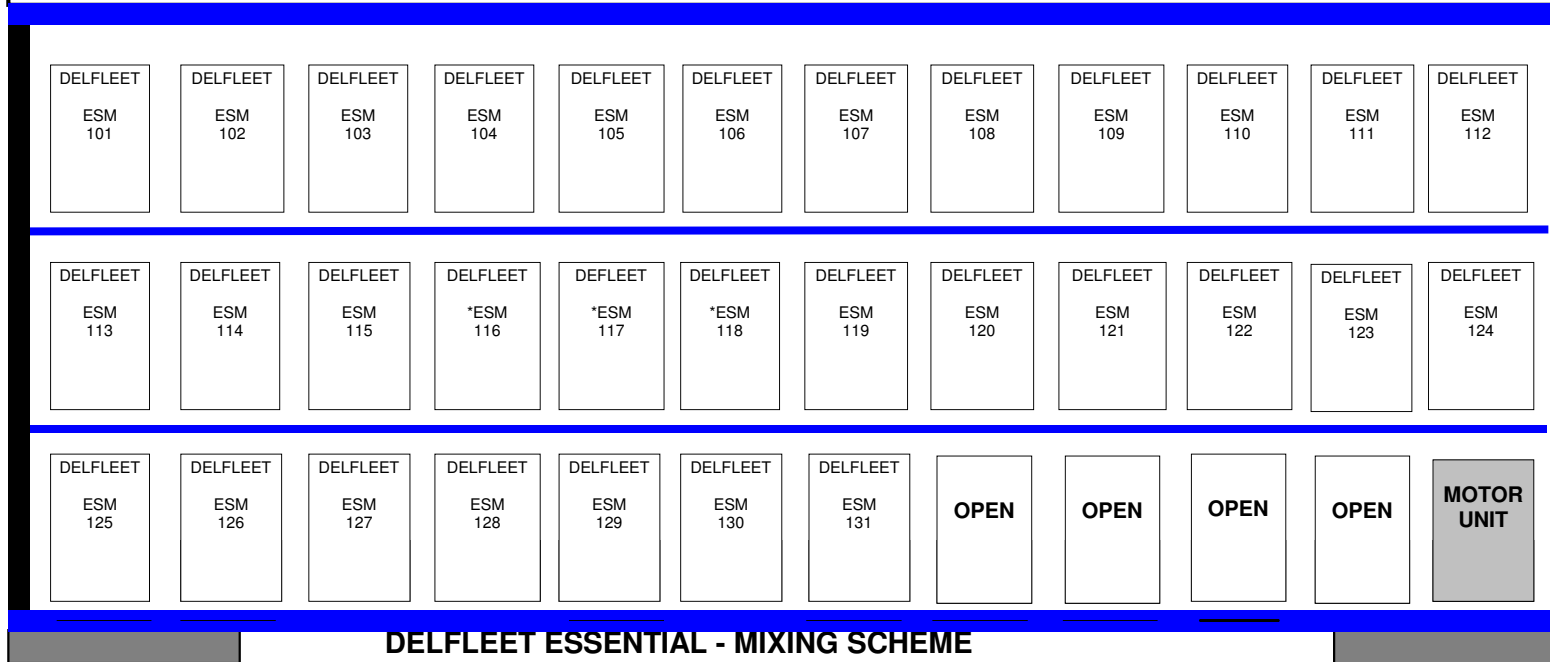 DELFLEET DELFLEET DELFLEET DELFLEET DELFLEET DELFLEET DELFLEET DELFLEET DELFLEET DELFLEET DELFLEET DELFLEET
ESM ESM ESM ESM ESM ESM ESM ESM ESM ESM ESM ESM
101 102 103 104 105 106 107 108 109 110 111 112
DELFLEET DELFLEET DELFLEET DELFLEET DEFLEET DELFLEET DELFLEET DELFLEET DELFLEET DELFLEET DELFLEET DELFLEET
ESM ESM ESM *ESM *ESM *ESM ESM ESM ESM ESM ESM ESM
113 114 115 116 117 118 119 120 121 122 123 124
DELFLEET DELFLEET DELFLEET DELFLEET DELFLEET DELFLEET DELFLEET
ESM ESM ESM ESM ESM ESM ESM OPEN OPEN OPEN OPEN MOTOR
125 126 127 128 129 130 131 UNIT
DELFLEET ESSENTIAL - MIXING SCHEME